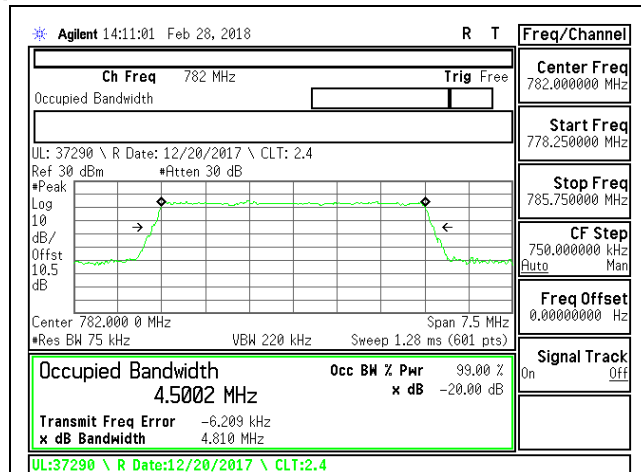 Agilent 14:11:01 Feb 28, 2018 R T
Ch Freq 782 MHz Trig Free
Occupied Bandwidth
UL: 37290 \ R Date: 12/20/2017 \ CLT: 2.4
Ref 30 dBm #Atten 30 dB
#Peak
Log
10
dB/
Offst
10.5
dB
Center 782.000 0 MHz Span 7.5 MHz
#Res BW 75 kHz VBW 220 kHz Sweep 1.28 ms (601 pts)
Occupied Bandwidth Occ BW % Pwr 99.00 %
4.5002 MHz x dB -20.00 dB
Transmit Freq Error -6.209 kHz
x dB Bandwidth 4.810 MHz
UL:37290 \ R Date:12/20/2017 \ CLT:2.4
Freq/Channel
Center Freq
782.000000 MHz
Start Freq
778.250000 MHz
Stop Freq
785.750000 MHz
CF Step
750.000000 kHz
Auto Man
Freq Offset
0.00000000 Hz
Signal Track
On Off